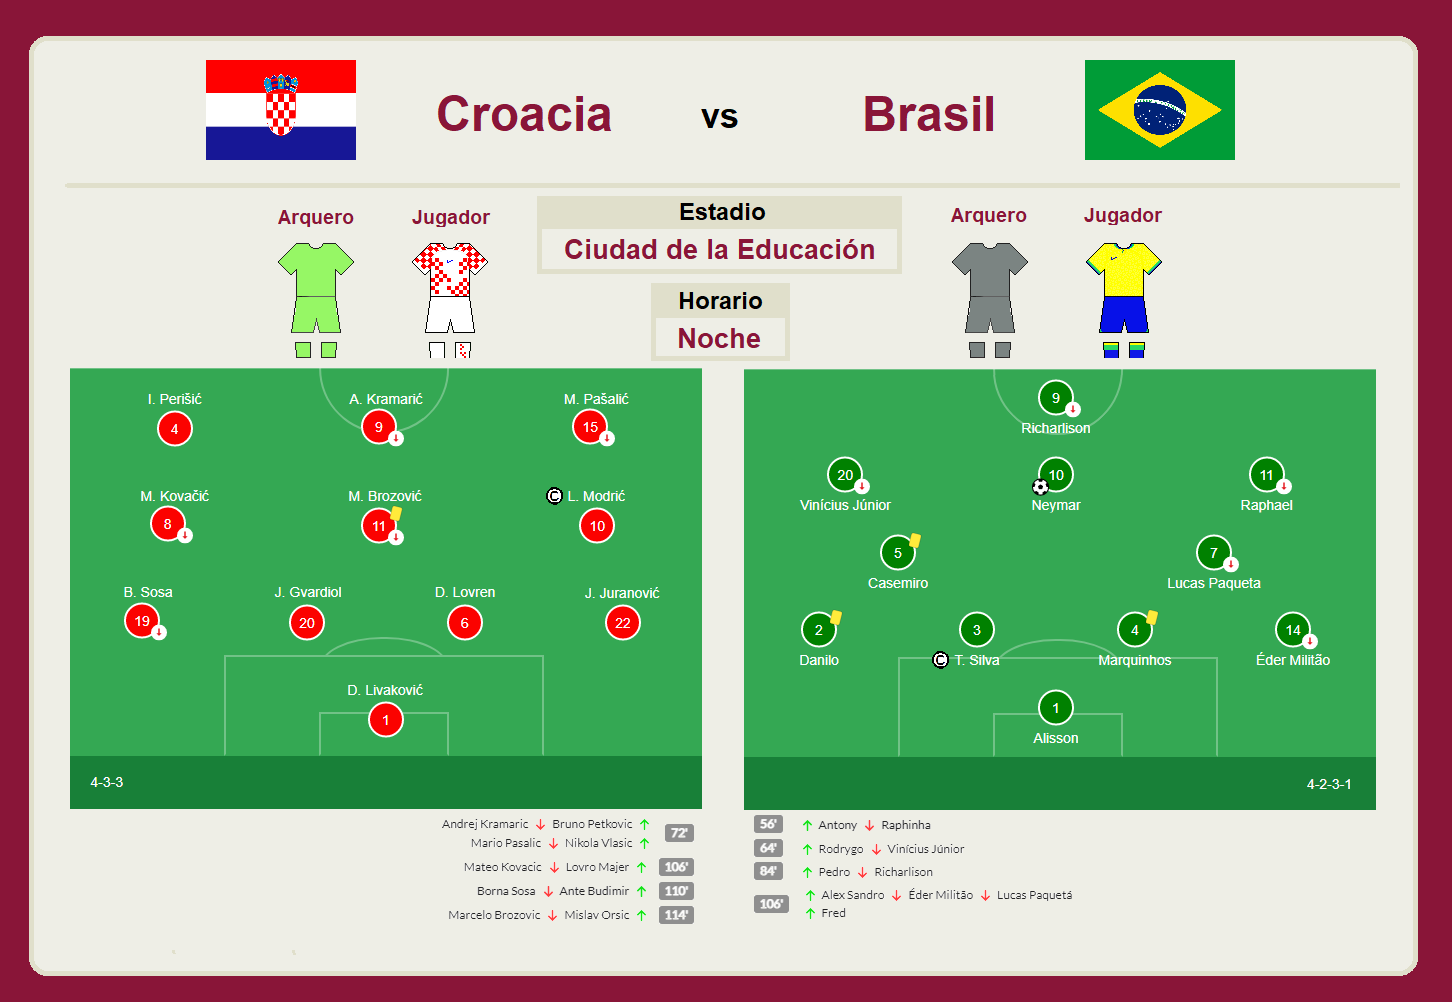 Croacia vs Brasil
Arquero Jugador
Estadio
Ciudad de la Educación
Horario
Noche
Arquero Jugador
I. Perišić A. Kramarić M. Pašalić
4 9 15
M. Kovačić M. Brozović C L. Modrić
8 11 10
B. Sosa J. Gvardiol D. Lovren J. Juranović
19 20 6 22
D. Livaković
1
4-3-3
9
Richarlison
20 10 11
Vinícius Júnior Neymar Raphael
5 7
Casemiro Lucas Paqueta
2 3 4 14
Danilo C T. Silva Marquinhos Éder Militão
1
Alisson
4-2-3-1
Andrej Kramaric Bruno Petkovic 72'
Mario Pasalic Nikola Vlasic
Mateo Kovacic Lovro Majer 106'
Borna Sosa Ante Budimir 110'
Marcelo Brozovic Mislav Orsic 114'
56' Antony Raphinha
64' Rodrygo Vinícius Júnior
84' Pedro Richarlison
106' Alex Sandro Éder Militão Lucas Paquetá
Fred